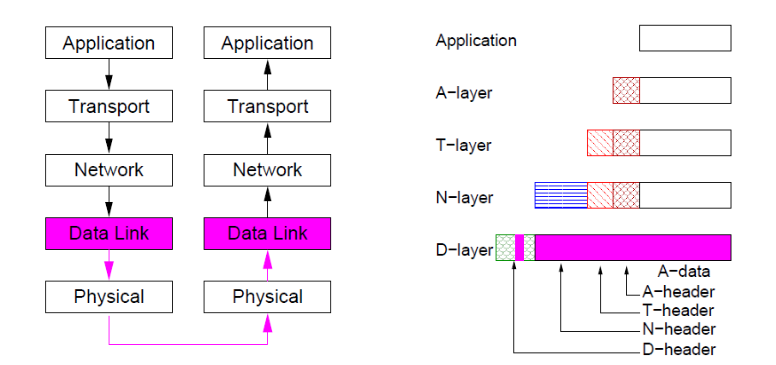 Application Application
Transport Transport
Network Network
Data Link Data Link
Physical Physical
Application
A−layer
T−layer
N−layer
D−layer
A−data
A−header
T−header
N−header
D−header